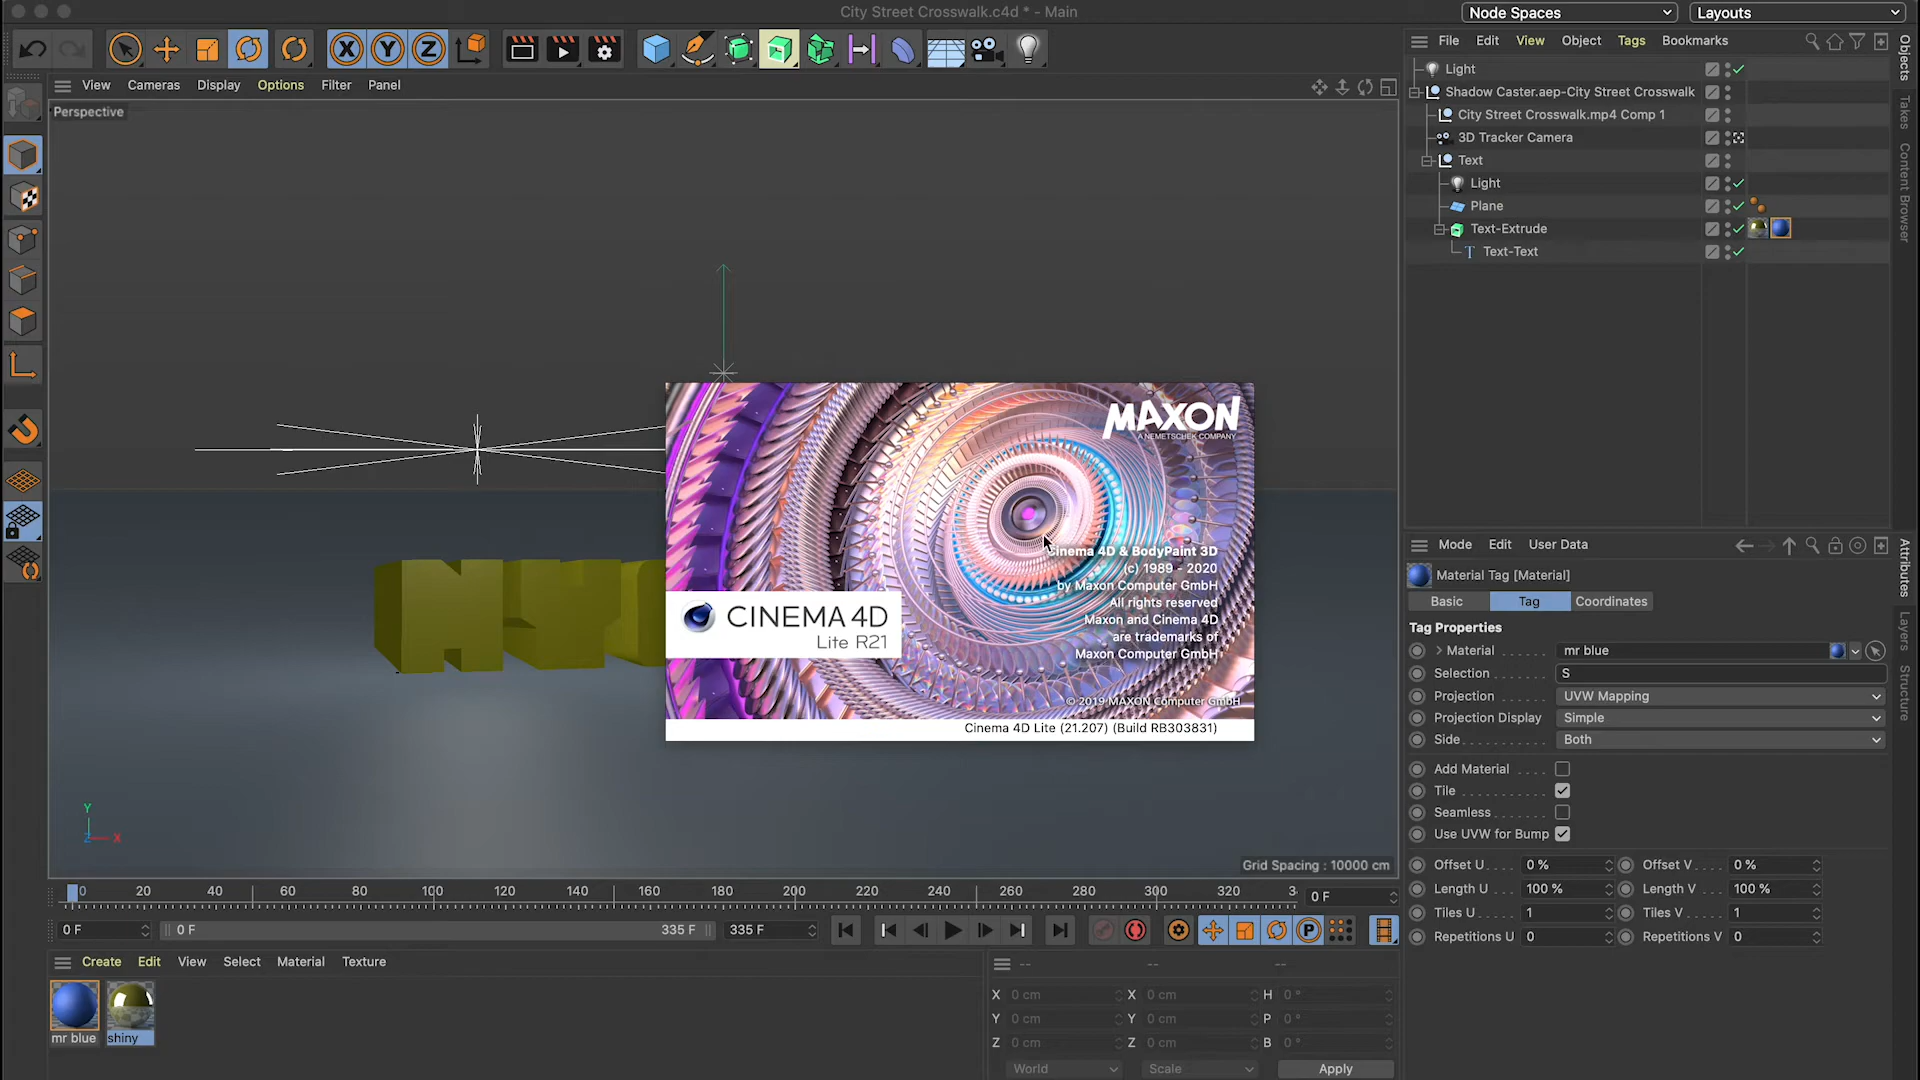 City Street Crosswalk.c4d * - Main
Node Spaces
Layouts
File Edit View Object Tags Bookmarks
View Cameras Display Options Filter Panel
Perspective
Light
Shadow Caster.aep-City Street Crosswalk
City Street Crosswalk.mp4 Comp 1
3D Tracker Camera
Text
Light
Plane
Text-Extrude
Text-Text
Objects
Takes
Content Browser
Attributes
Layers
Structure
X Y Z
NY
MAXON
A NEMETSCHEK COMPANY
Cinema 4D & BodyPaint 3D
(c) 1989 - 2020
by Maxon Computer GmbH
All rights reserved
Maxon and Cinema 4D
are trademarks of
Maxon Computer GmbH
CINEMA 4D
Lite R21
© 2019 MAXON Computer GmbH
Cinema 4D Lite (21.207) (Build RB303831)
Y
Z X
Grid Spacing : 10000 cm
Mode Edit User Data
Material Tag [Material]
Basic Tag Coordinates
Tag Properties
Material . . . . . . mr blue
Selection . . . . . . S
Projection . . . . . UVW Mapping
Projection Display Simple
Side. . . . . . . . . . . Both
Add Material . . . .
Tile . . . . . . . . . . .
Seamless . . . . . . .
Use UVW for Bump
Offset U. . . . 0 % Offset V. . . . 0 %
Length U . . . 100 % Length V . . . 100 %
Tiles U. . . . . 1 Tiles V. . . . . 1
Repetitions U 0 Repetitions V 0
0 20 40 60 80 100 120 140 160 180 200 220 240 260 280 300 320 3
0 F
0 F 0 F 335 F 335 F
P
Create Edit View Select Material Texture
mr blue shiny
-- -- --
X 0 cm X 0 cm H 0 °
Y 0 cm Y 0 cm P 0 °
Z 0 cm Z 0 cm B 0 °
World Scale Apply